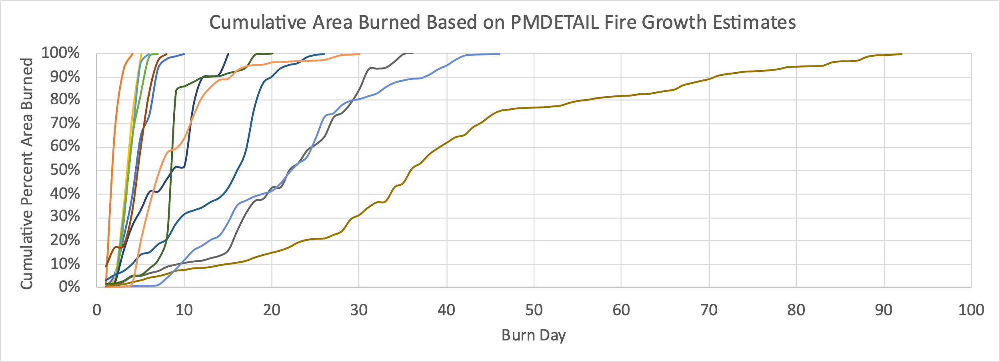 Cummulative Area Burned Based on PMDETAIL Fire Growth Estimates
Cumulative Percent Area Burned
100%
90%
80%
70%
60%
50%
40%
30%
20%
10%
0%
0 10 20 30 40 50 60 70 80 90 100
Burn Day